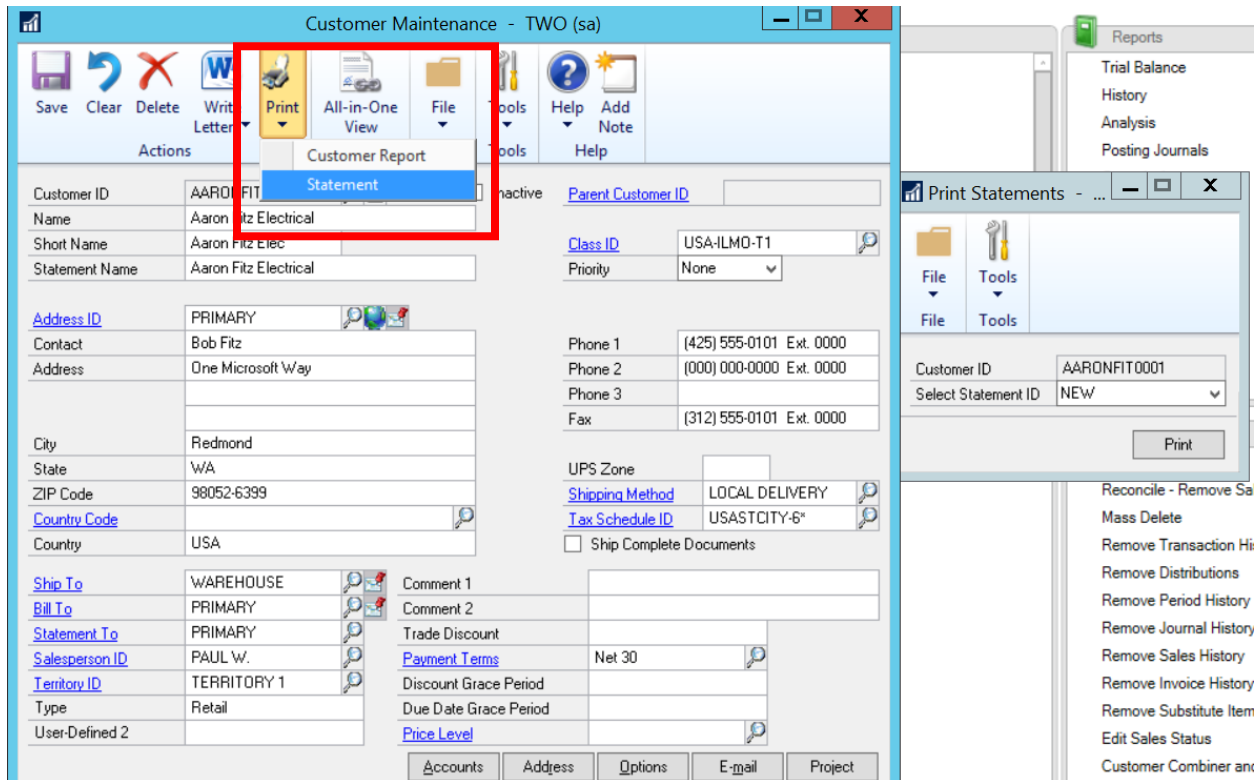 Customer Maintenance - TWO (sa)
Save Clear Delete Write Letter Print All-in-One View File Tools Help Add Note
Actions Tools Help
Customer Report
Statement
Customer ID AARONFIT Inactive Parent Customer ID
Name Aaron Fitz Electrical
Short Name Aaron Fitz Elec Class ID USA-ILMO-T1
Statement Name Aaron Fitz Electrical Priority None
Address ID PRIMARY
Contact Bob Fitz Phone 1 (425) 555-0101 Ext. 0000
Address One Microsoft Way Phone 2 (000) 000-0000 Ext. 0000
Phone 3
Fax (312) 555-0101 Ext. 0000
City Redmond
State WA UPS Zone
ZIP Code 98052-6399 Shipping Method LOCAL DELIVERY
Country Code Tax Schedule ID USASTCITY-6*
Country USA Ship Complete Documents
Ship To WAREHOUSE Comment 1
Bill To PRIMARY Comment 2
Statement To PRIMARY Trade Discount
Salesperson ID PAUL W. Payment Terms Net 30
Territory ID TERRITORY 1 Discount Grace Period
Type Retail Due Date Grace Period
User-Defined 2 Price Level
Accounts Address Options E-mail Project
Reports
Trial Balance
History
Analysis
Posting Journals
Print Statements - ...
File Tools
File Tools
Customer ID AARONFIT0001
Select Statement ID NEW
Print
Reconcile - Remove Sa
Mass Delete
Remove Transaction His
Remove Distributions
Remove Period History
Remove Journal History
Remove Sales History
Remove Invoice History
Remove Substitute Item
Edit Sales Status
Customer Combiner and